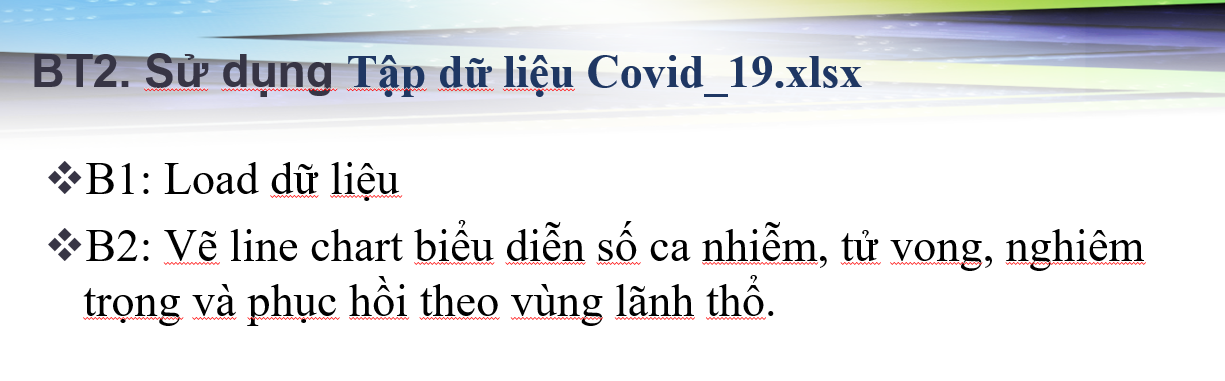 BT2. Sử dụng Tập dữ liệu Covid_19.xlsx
❖B1: Load dữ liệu
❖B2: Vẽ line chart biểu diễn số ca nhiễm, tử vong, nghiêm
trọng và phục hồi theo vùng lãnh thổ.